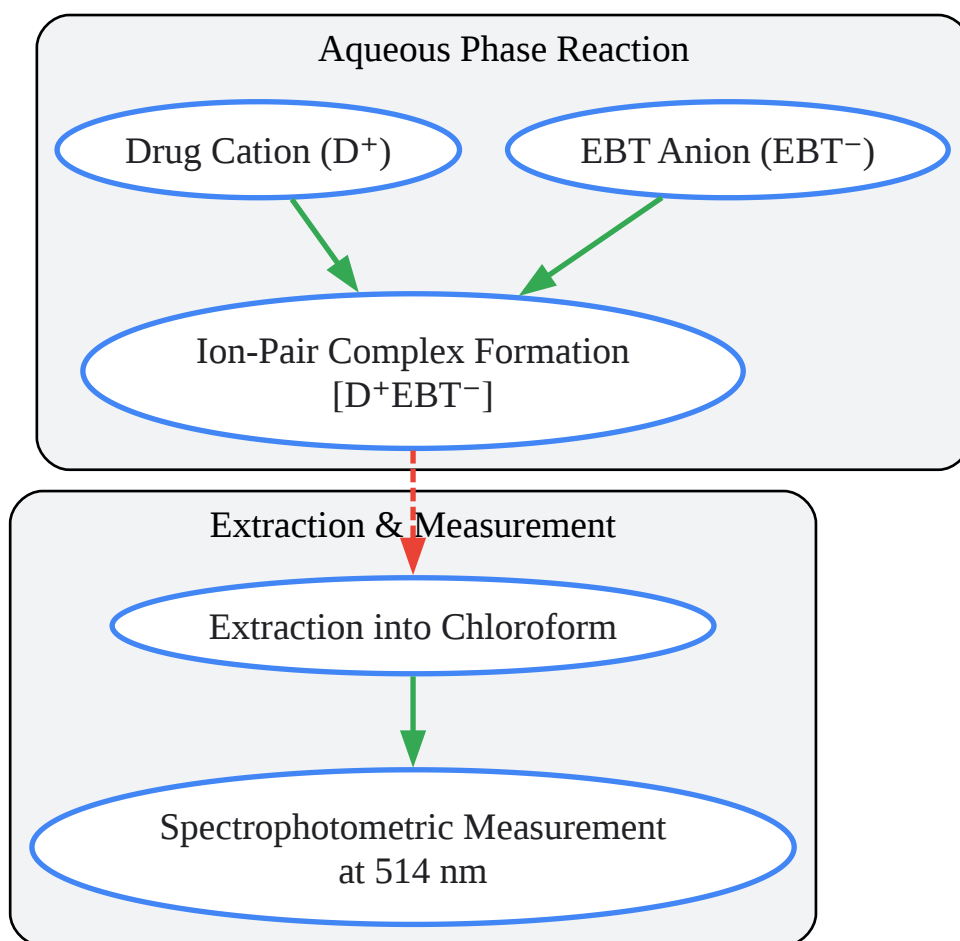 Aqueous Phase Reaction
Drug Cation (D⁺)
EBT Anion (EBT⁻)
Ion-Pair Complex Formation
[D⁺EBT⁻]
Extraction & Measurement
Extraction into Chloroform
Spectrophotometric Measurement
at 514 nm